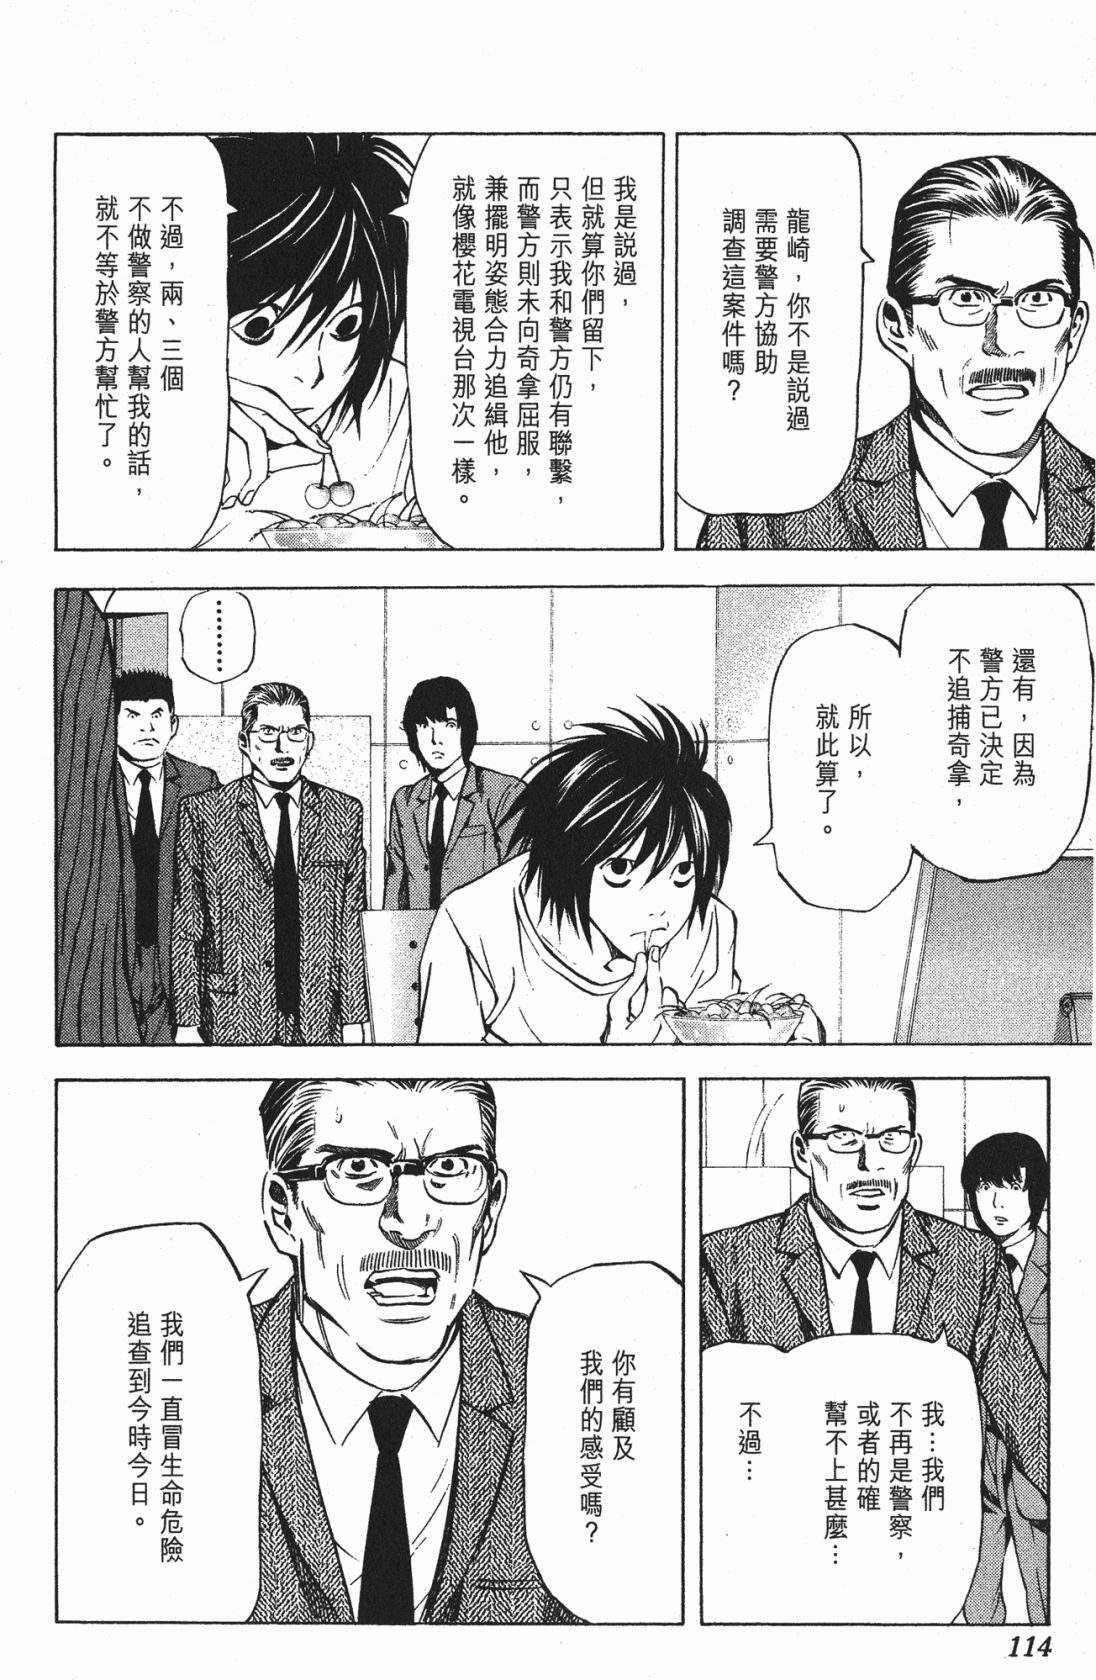 龍崎，你不是説過
需要警方協助
調查這案件嗎？
我是説過，
但就算你們留下，
只表示我和警方仍有聯繫，
而警方則未向奇拿屈服，
兼擺明姿態合力追緝他，
就像櫻花電視台那次一樣。
不過，兩、三個
不做警察的人幫我的話，
就不等於警方幫忙了。
還有，因為
警方已決定
不追捕奇拿，
所以，
就此算了。
………
我…我們
不再是警察，
或者的確
幫不上甚麼…
不過…
你有顧及
我們的感受嗎？
我們一直冒生命危險
追查到今時今日。
114